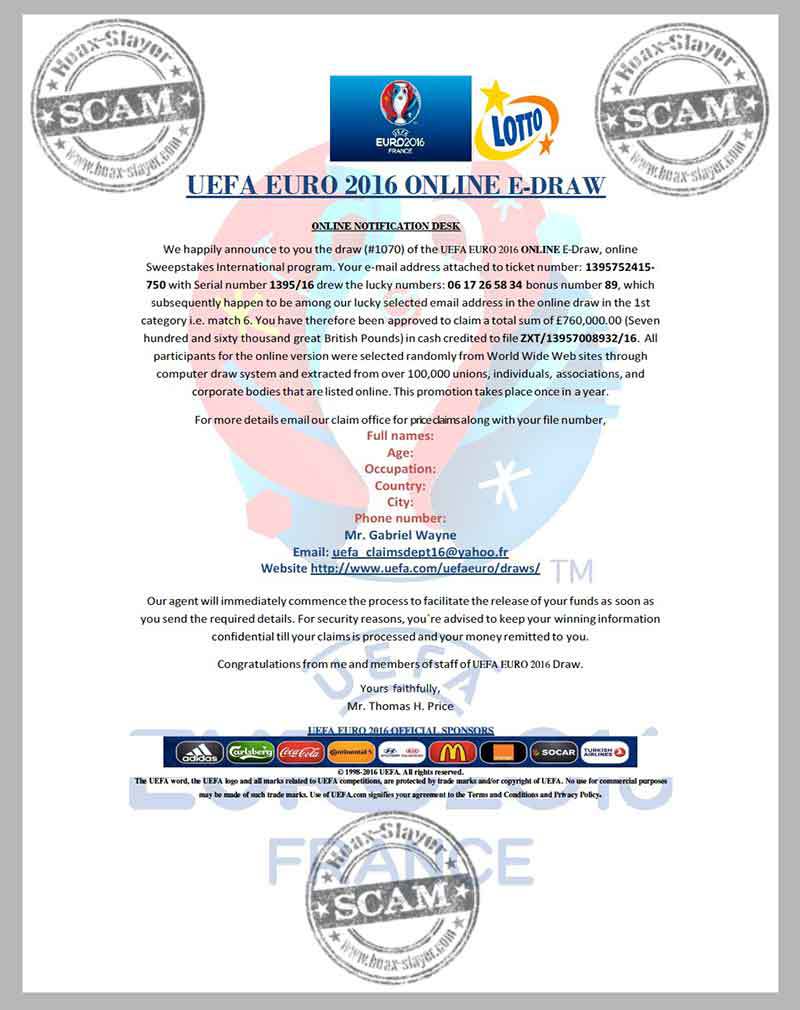 Hoax-Slayer
SCAM
www.hoax-slayer.com
Hoax-Slayer
SCAM
www.hoax-slayer.com
UEFA
EURO2016
FRANCE
LOTTO
UEFA EURO 2016 ONLINE E-DRAW
ONLINE NOTIFICATION DESK
We happily announce to you the draw (#1070) of the UEFA EURO 2016 ONLINE E-Draw, online
Sweepstakes International program. Your e-mail address attached to ticket number: 1395752415-
750 with Serial number 1395/16 drew the lucky numbers: 06 17 26 58 34 bonus number 89, which
subsequently happen to be among our lucky selected email address in the online draw in the 1st
category i.e. match 6. You have therefore been approved to claim a total sum of £760,000.00 (Seven
hundred and sixty thousand great British Pounds) in cash credited to file ZXT/13957008932/16. All
participants for the online version were selected randomly from World Wide Web sites through
computer draw system and extracted from over 100,000 unions, individuals, associations, and
corporate bodies that are listed online. This promotion takes place once in a year.
For more details email our claim office for price claims along with your file number,
Full names:
Age:
Occupation:
Country:
City:
Phone number:
Mr. Gabriel Wayne
Email: uefa_claimsdept16@yahoo.fr
Website http://www.uefa.com/uefaeuro/draws/
TM
Our agent will immediately commence the process to facilitate the release of your funds as soon as
you send the required details. For security reasons, you`re advised to keep your winning information
confidential till your claims is processed and your money remitted to you.
Congratulations from me and members of staff of UEFA EURO 2016 Draw.
Yours faithfully,
Mr. Thomas H. Price
UEFA
UEFA EURO 2016 OFFICIAL SPONSORS
adidas Carlsberg Coca-Cola Continental HYUNDAI KIA M orange SOCAR TURKISH AIRLINES
© 1998-2016 UEFA. All rights reserved.
The UEFA word, the UEFA logo and all marks related to UEFA competitions, are protected by trade marks and/or copyright of UEFA. No use for commercial purposes
may be made of such trade marks. Use of UEFA.com signifies your agreement to the Terms and Conditions and Privacy Policy.
EURO2016
FRANCE
Hoax-Slayer
SCAM
www.hoax-slayer.com